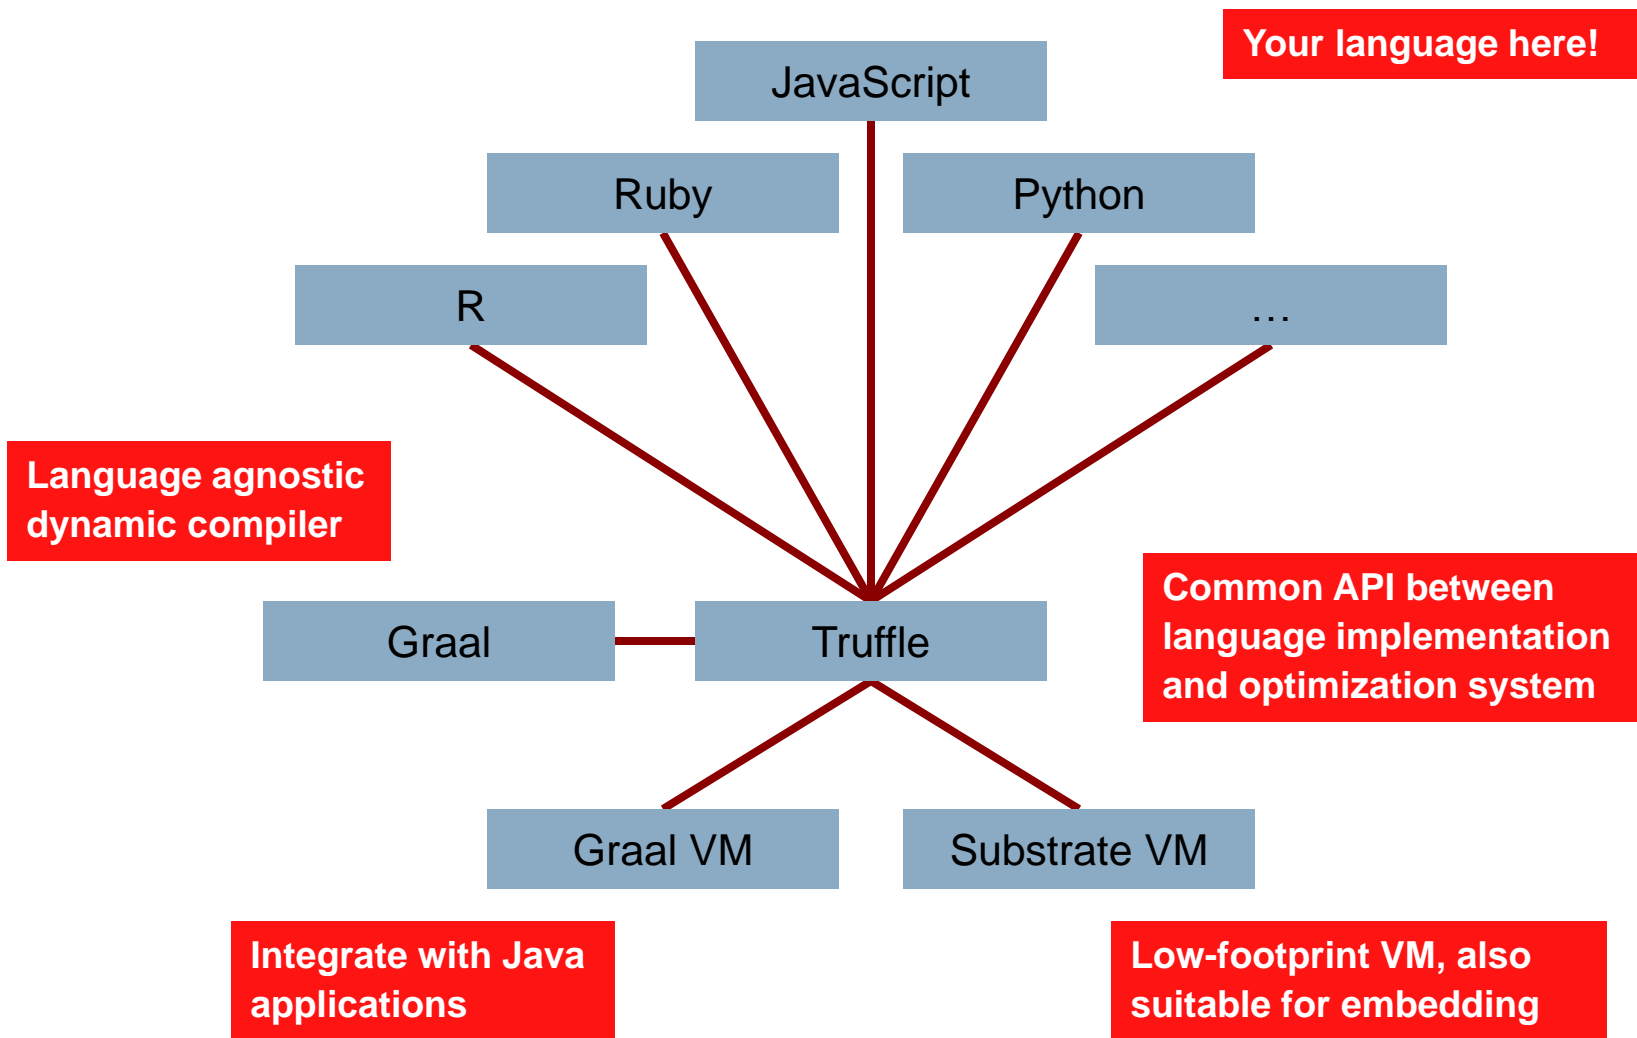 Your language here!
JavaScript
Ruby
Python
R
…
Language agnostic
dynamic compiler
Common API between
language implementation
and optimization system
Graal
Truffle
Graal VM
Substrate VM
Integrate with Java
applications
Low-footprint VM, also
suitable for embedding